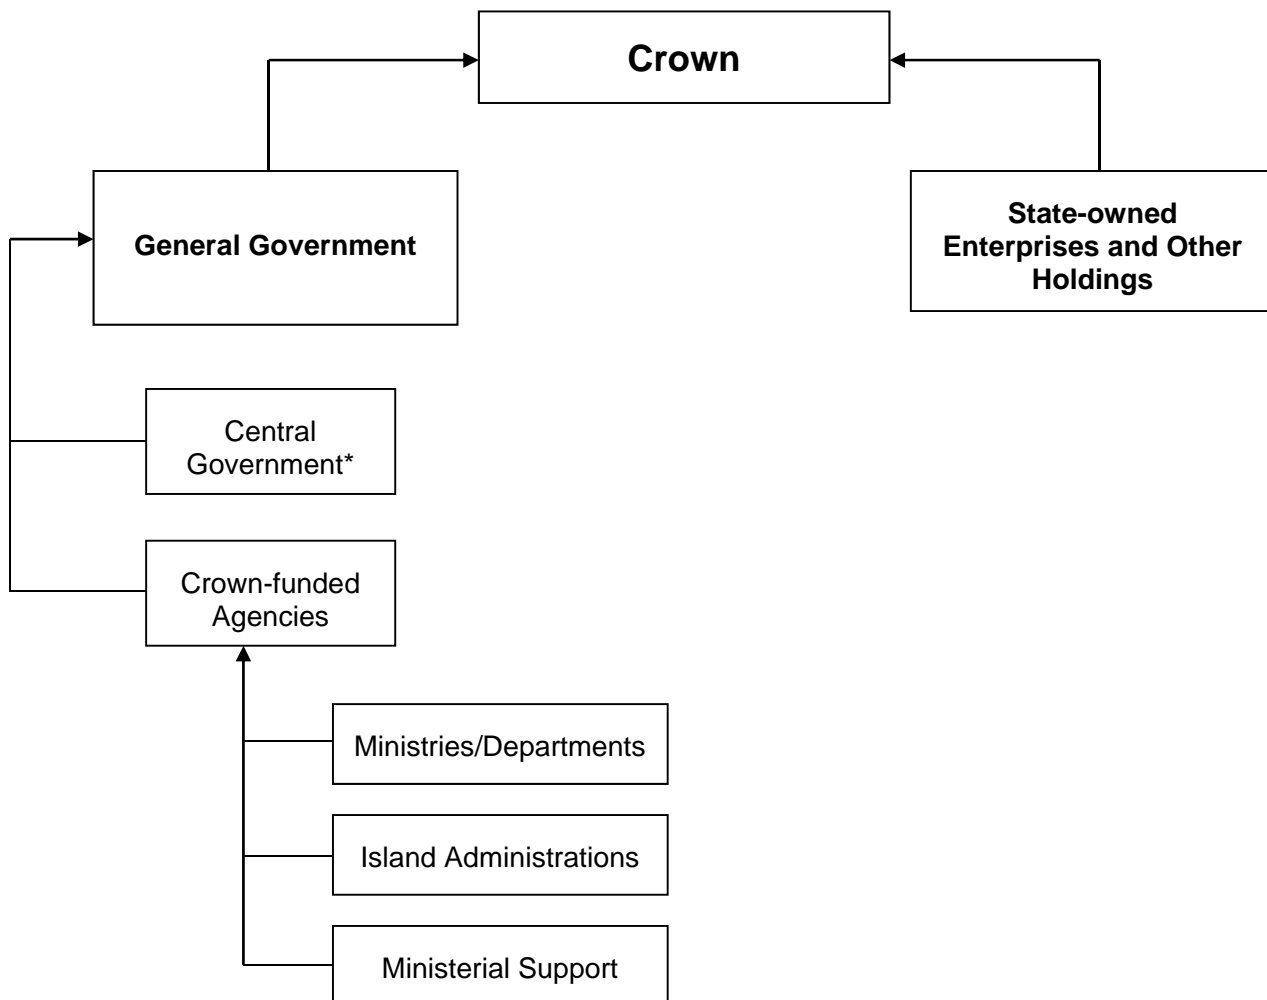 Crown
General Government
State-owned
Enterprises and Other
Holdings
Central
Government*
Crown-funded
Agencies
Ministries/Departments
Island Administrations
Ministerial Support